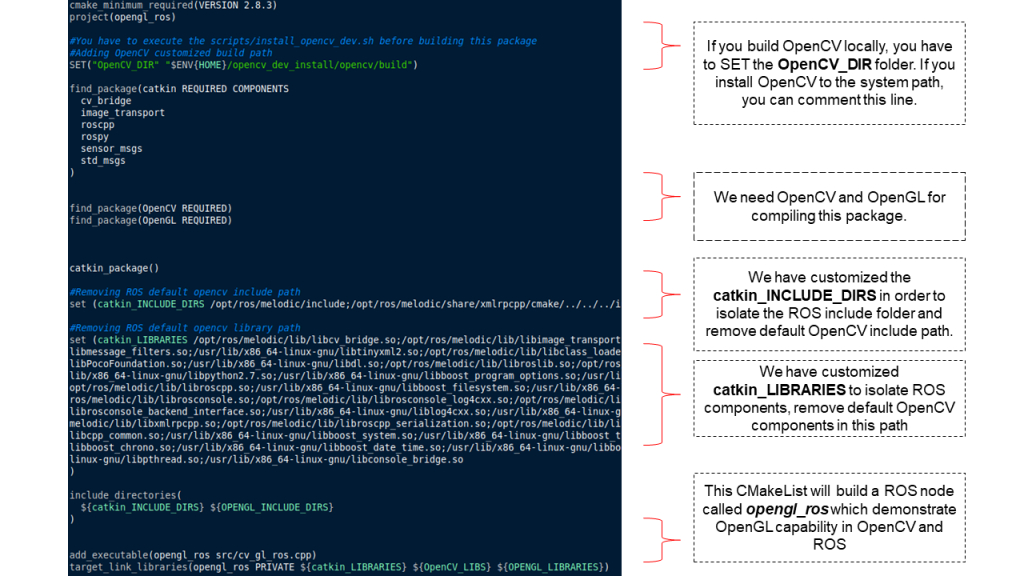 cmake_minimum_required(VERSION 2.8.3)
project(opengl_ros)
#You have to execute the scripts/install_opencv_dev.sh before building this package
#Adding OpenCV customized build path
SET("OpenCV_DIR" "$ENV{HOME}/opencv_dev_install/opencv/build")
find_package(catkin REQUIRED COMPONENTS
cv_bridge
image_transport
roscpp
rospy
sensor_msgs
std_msgs
)
find_package(OpenCV REQUIRED)
find_package(OpenGL REQUIRED)
catkin_package()
#Removing ROS default opencv include path
set (catkin_INCLUDE_DIRS /opt/ros/melodic/include;/opt/ros/melodic/share/xmlrpcpp/cmake/../../../i
#Removing ROS default opencv library path
set (catkin_LIBRARIES /opt/ros/melodic/lib/libcv_bridge.so;/opt/ros/melodic/lib/libimage_transport
libmessage_filters.so;/usr/lib/x86_64-linux-gnu/libtinyxml2.so;/opt/ros/melodic/lib/libclass_loade
libPocoFoundation.so;/usr/lib/x86_64-linux-gnu/libdl.so;/opt/ros/melodic/lib/libroslib.so;/opt/ros
lib/x86_64-linux-gnu/libpython2.7.so;/usr/lib/x86_64-linux-gnu/libboost_program_options.so;/usr/li
opt/ros/melodic/lib/libroscpp.so;/usr/lib/x86_64-linux-gnu/libboost_filesystem.so;/usr/lib/x86_64-
ros/melodic/lib/librosconsole.so;/opt/ros/melodic/lib/librosconsole_log4cxx.so;/opt/ros/melodic/li
librosconsole_backend_interface.so;/usr/lib/x86_64-linux-gnu/liblog4cxx.so;/usr/lib/x86_64-linux-g
melodic/lib/libxmlrpcpp.so;/opt/ros/melodic/lib/libroscpp_serialization.so;/opt/ros/melodic/lib/li
libcpp_common.so;/usr/lib/x86_64-linux-gnu/libboost_system.so;/usr/lib/x86_64-linux-gnu/libboost_t
libboost_chrono.so;/usr/lib/x86_64-linux-gnu/libboost_date_time.so;/usr/lib/x86_64-linux-gnu/libbo
linux-gnu/libpthread.so;/usr/lib/x86_64-linux-gnu/libconsole_bridge.so
)
include_directories(
${catkin_INCLUDE_DIRS} ${OPENGL_INCLUDE_DIRS}
)
add_executable(opengl_ros src/cv_gl_ros.cpp)
target_link_libraries(opengl_ros PRIVATE ${catkin_LIBRARIES} ${OpenCV_LIBS} ${OPENGL_LIBRARIES})
If you build OpenCV locally, you have
to SET the OpenCV_DIR folder. If you
install OpenCV to the system path,
you can comment this line.
We need OpenCV and OpenGL for
compiling this package.
We have customized the
catkin_INCLUDE_DIRS in order to
isolate the ROS include folder and
remove default OpenCV include path.
We have customized
catkin_LIBRARIES to isolate ROS
components, remove default OpenCV
components in this path
This CMakeList will build a ROS node
called opengl_ros which demonstrate
OpenGL capability in OpenCV and
ROS